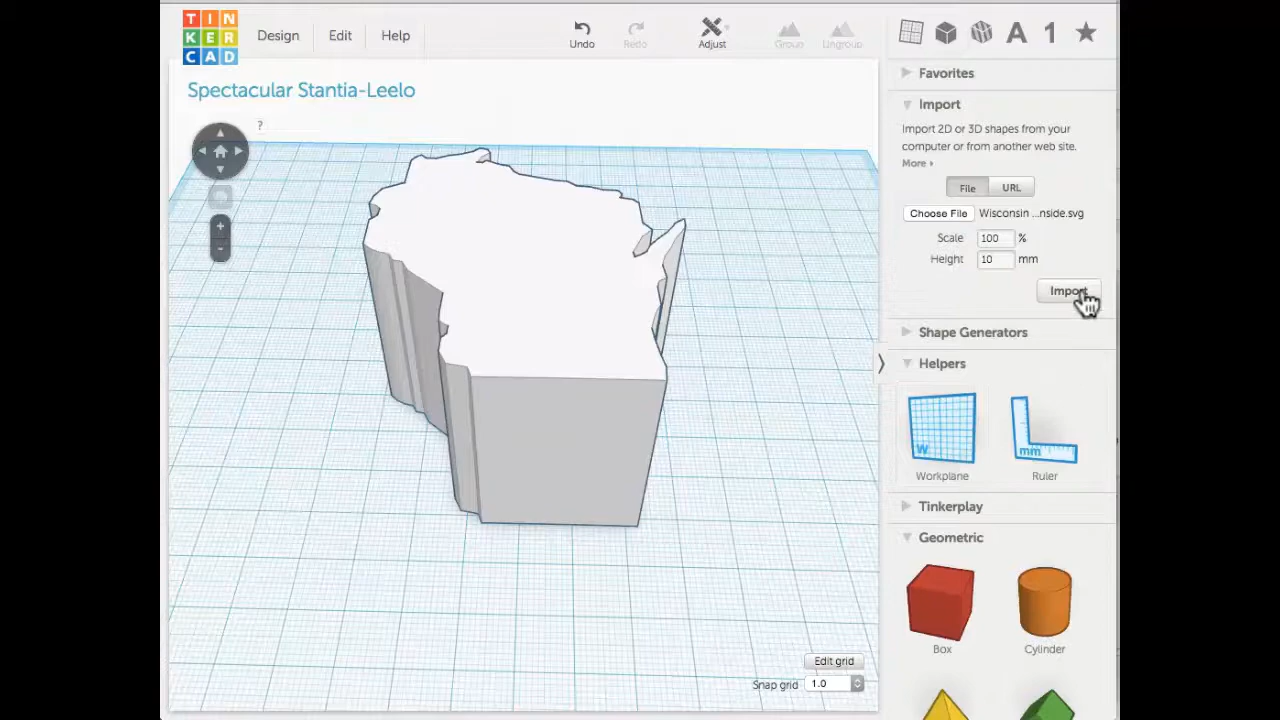 TIN
KER
CAD
Design
Edit
Help
Undo
Redo
Adjust
Group
Ungroup
A
1
Spectacular Stantia-Leelo
?
Favorites
Import
Import 2D or 3D shapes from your
computer or from another web site.
More
File
URL
Choose File
Wisconsin ...nside.svg
Scale
100
%
Height
10
mm
Import
Shape Generators
Helpers
W
mm
Workplane
Ruler
Tinkerplay
Geometric
Box
Cylinder
Edit grid
Snap grid
1.0